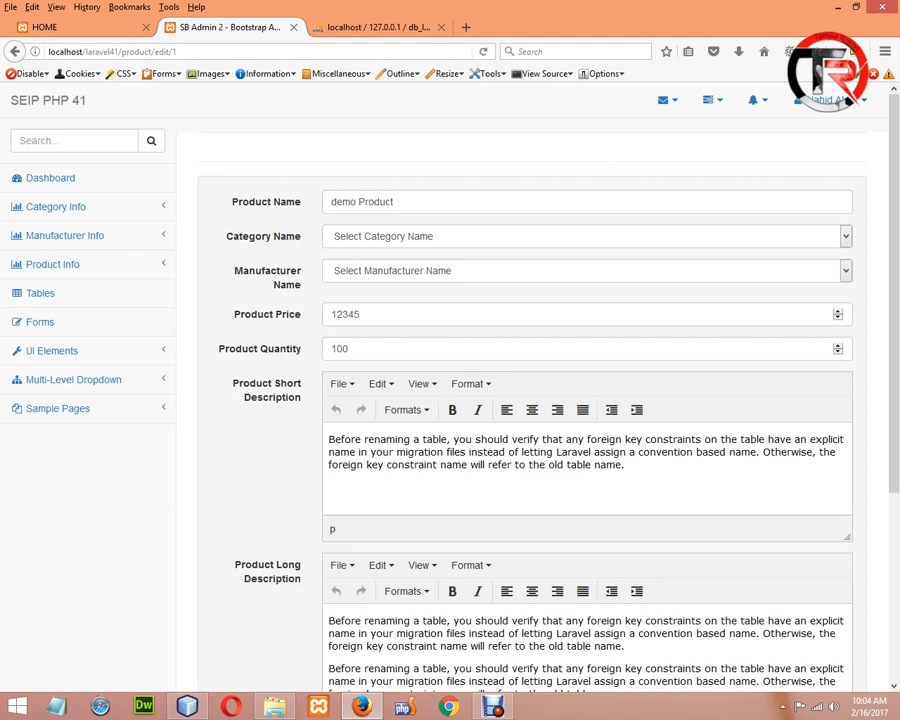 File Edit View History Bookmarks Tools Help
HOME
SB Admin 2 - Bootstrap A...
localhost / 127.0.0.1 / db_l...
localhost/laravel41/product/edit/1
Search
Disable Cookies CSS Forms Images Information Miscellaneous Outline Resize Tools View Source Options
SEIP PHP 41
Search...
Dashboard
Category Info
Manufacturer Info
Product Info
Tables
Forms
UI Elements
Multi-Level Dropdown
Sample Pages
Product Name
demo Product
Category Name
Select Category Name
Manufacturer
Name
Select Manufacturer Name
Product Price
12345
Product Quantity
100
Product Short
Description
File Edit View Format
Formats B I
Before renaming a table, you should verify that any foreign key constraints on the table have an explicit
name in your migration files instead of letting Laravel assign a convention based name. Otherwise, the
foreign key constraint name will refer to the old table name.
p
Product Long
Description
File Edit View Format
Formats B I
Before renaming a table, you should verify that any foreign key constraints on the table have an explicit
name in your migration files instead of letting Laravel assign a convention based name. Otherwise, the
foreign key constraint name will refer to the old table name.
Before renaming a table, you should verify that any foreign key constraints on the table have an explicit
name in your migration files instead of letting Laravel assign a convention based name. Otherwise, the
Dw
php
10:04 AM
2/16/2017